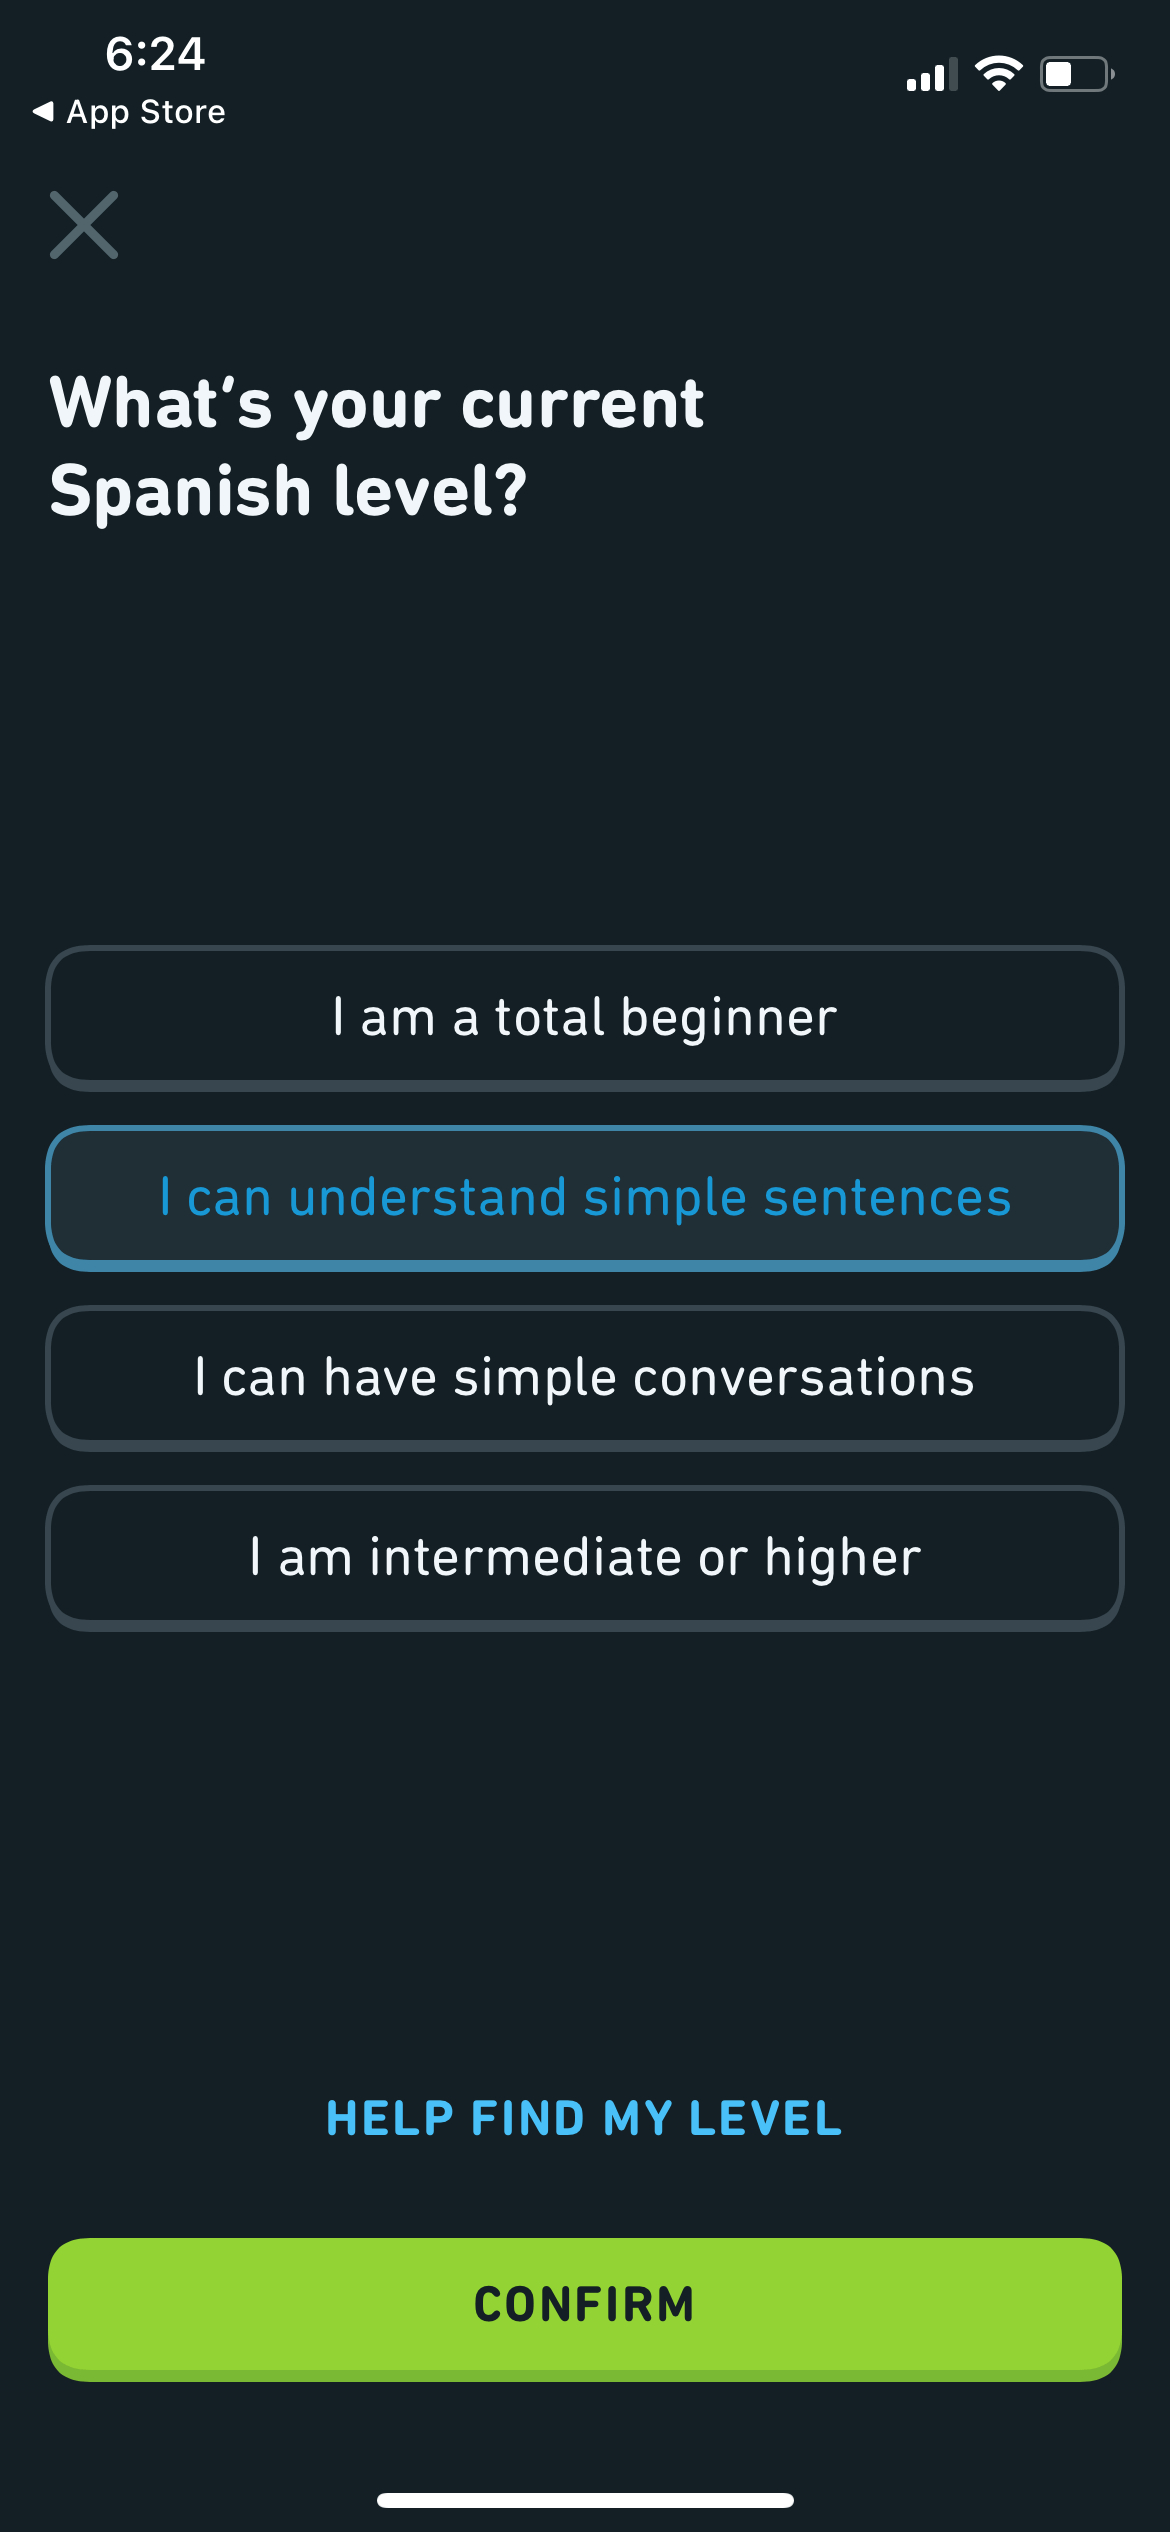 6:24
◀ App Store
What's your current
Spanish level?
I am a total beginner
I can understand simple sentences
I can have simple conversations
I am intermediate or higher
HELP FIND MY LEVEL
CONFIRM